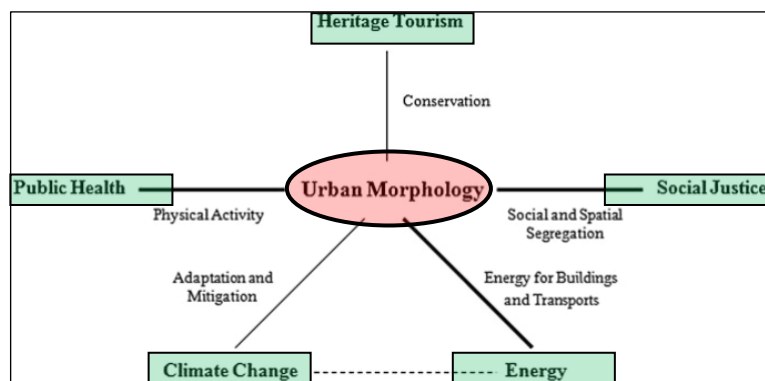 Heritage Tourism
Conservation
Public Health
Urban Morphology
Social Justice
Physical Activity
Social and Spatial
Segregation
Adaptation and
Mitigation
Energy for Buildings
and Transports
Climate Change
Energy